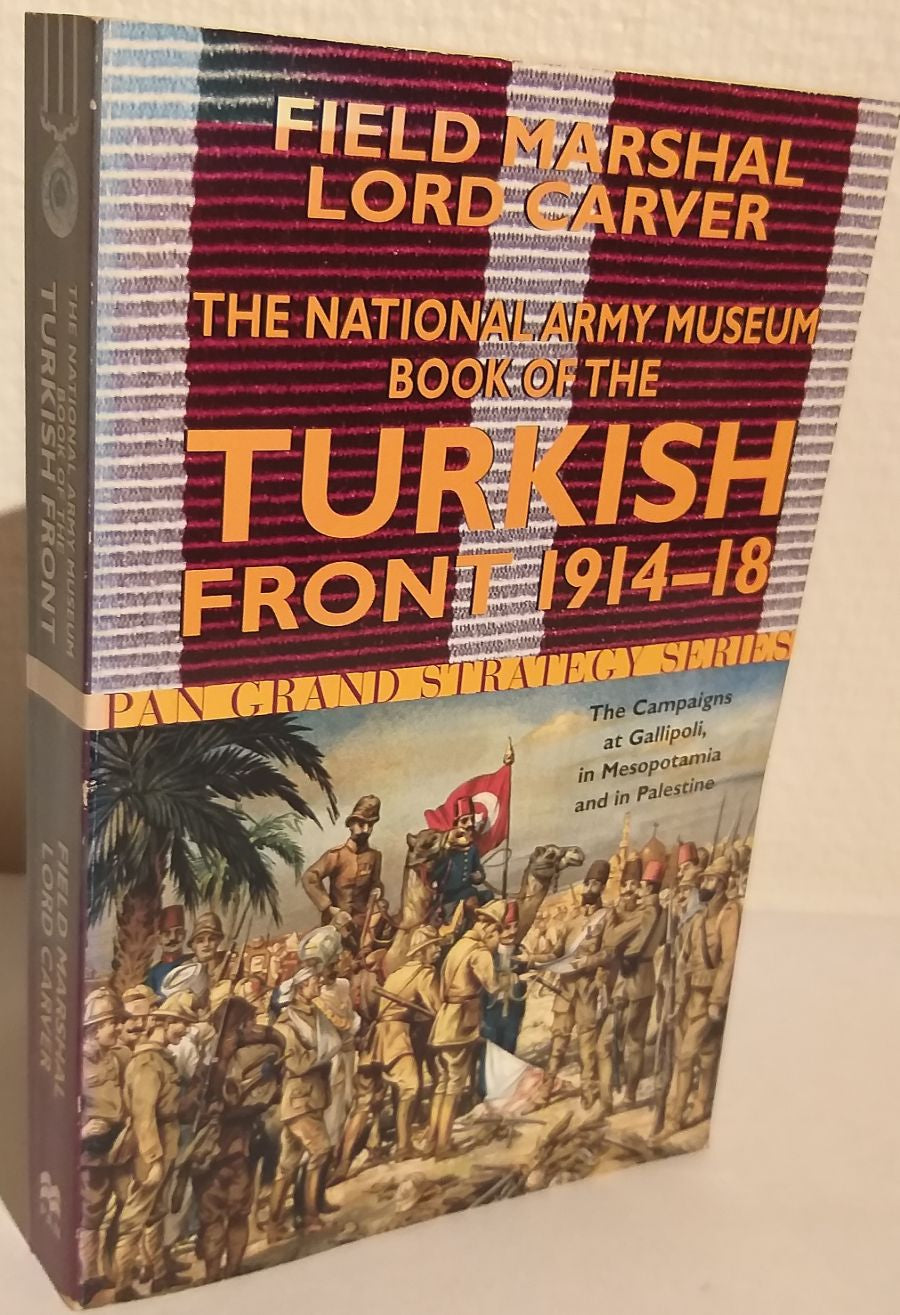 FIELD MARSHAL
LORD CARVER
THE NATIONAL ARMY MUSEUM
BOOK OF THE
TURKISH
FRONT 1914–18
PAN GRAND STRATEGY SERIES
The Campaigns
at Gallipoli,
in Mesopotamia
and in Palestine
THE NATIONAL ARMY MUSEUM
BOOK OF THE
TURKISH FRONT
FIELD MARSHAL
LORD CARVER